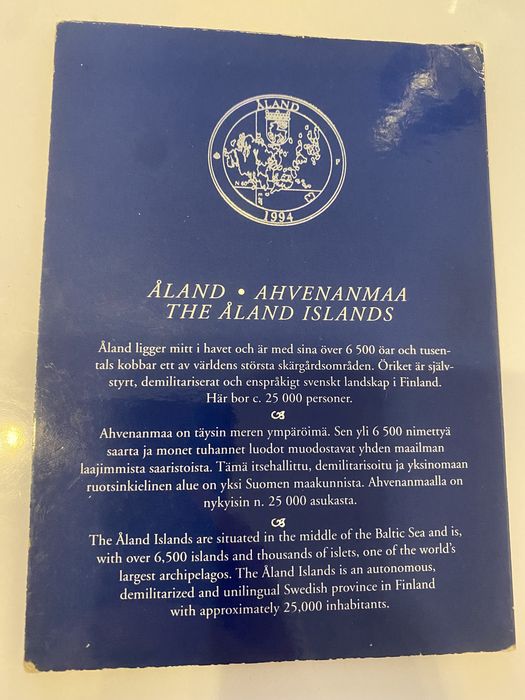 ÅLAND
1994
ÅLAND • AHVENANMAA
THE ÅLAND ISLANDS
Åland ligger mitt i havet och är med sina över 6 500 öar och tusen-
tals kobbar ett av världens största skärgårdsområden. Öriket är själv-
styrt, demilitariserat och enspråkigt svenskt landskap i Finland.
Här bor c. 25 000 personer.
Ahvenanmaa on täysin meren ympäröimä. Sen yli 6 500 nimettyä
saarta ja monet tuhannet luodot muodostavat yhden maailman
laajimmista saaristoista. Tämä itsehallittu, demilitarisoitu ja yksinomaan
ruotsinkielinen alue on yksi Suomen maakunnista. Ahvenanmaalla on
nykyisin n. 25 000 asukasta.
The Åland Islands are situated in the middle of the Baltic Sea and is,
with over 6,500 islands and thousands of islets, one of the world's
largest archipelagos. The Åland Islands is an autonomous,
demilitarized and unilingual Swedish province in Finland
with approximately 25,000 inhabitants.